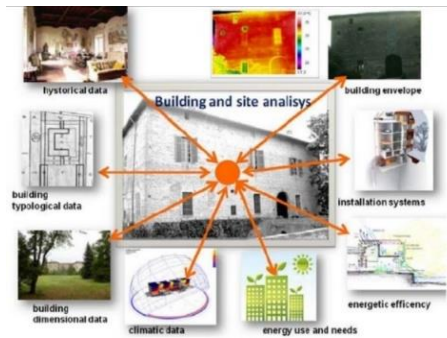 Building and site analisys
hystorical data
building envelope
building
typological data
installation systems
building
dimensional data
climatic data
energy use and needs
energetic efficency